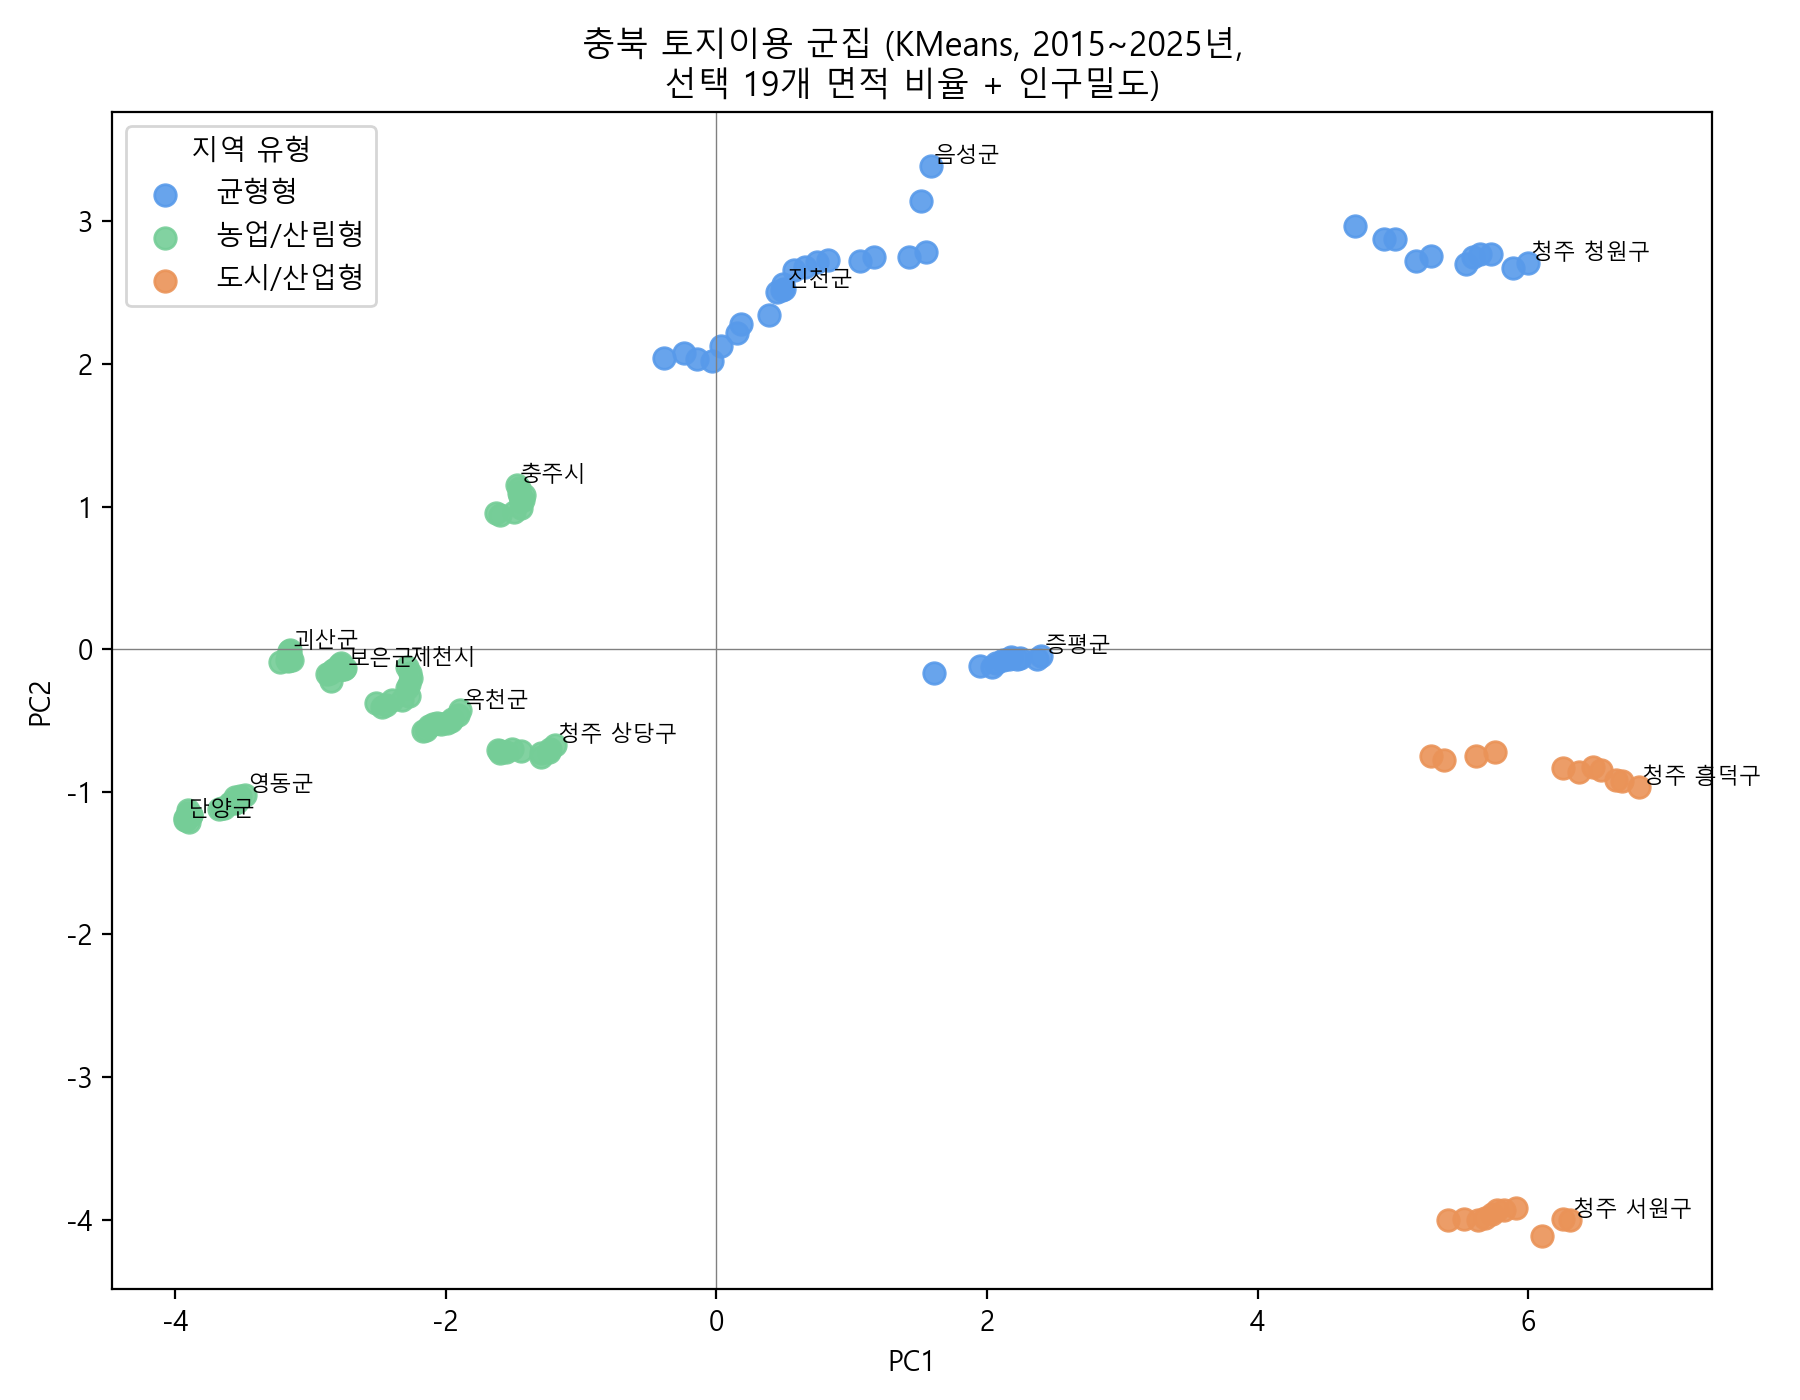 충북 토지이용 군집 (KMeans, 2015~2025년,
선택 19개 면적 비율 + 인구밀도)
지역 유형
균형형
농업/산림형
도시/산업형
음성군
청주 청원구
진천군
충주시
괴산군
보은군
제천시
증평군
옥천군
청주 상당구
영동군
단양군
청주 흥덕구
청주 서원구
3
2
1
0
-1
-2
-3
-4
PC2
-4
-2
0
2
4
6
PC1